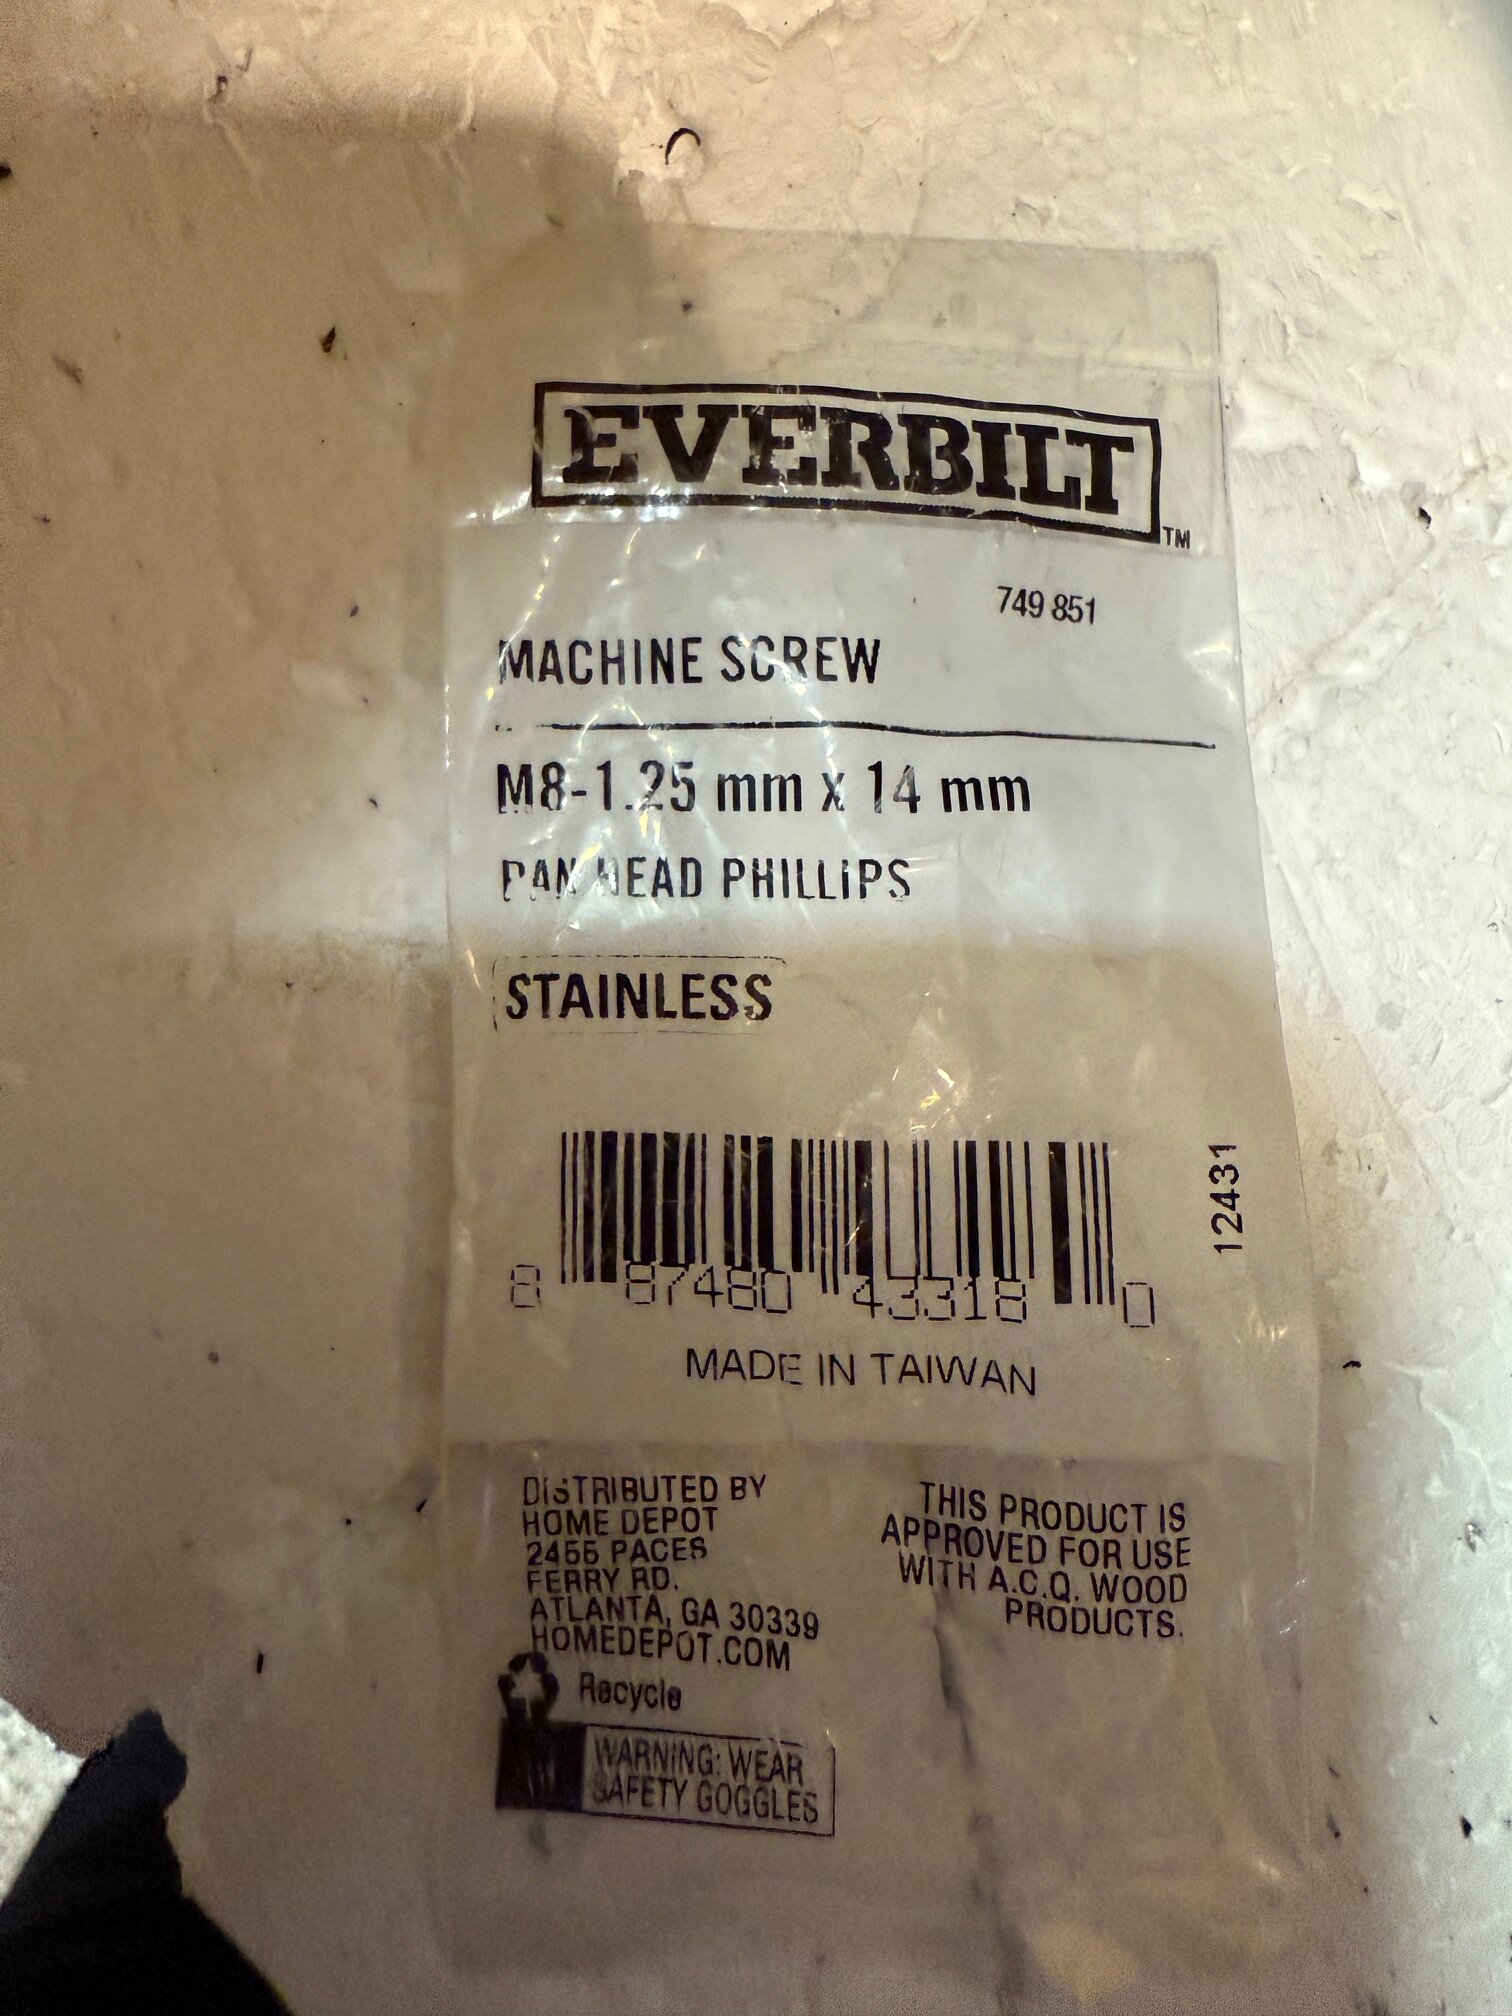 EVERBILT
TM
749 851
MACHINE SCREW
M8-1.25 mm x 14 mm
PAN HEAD PHILLIPS
STAINLESS
12431
8 87480 43318 0
MADE IN TAIWAN
DISTRIBUTED BY
HOME DEPOT
2455 PACES
FERRY RD.
ATLANTA, GA 30339
HOMEDEPOT.COM
THIS PRODUCT IS
APPROVED FOR USE
WITH A.C.Q. WOOD
PRODUCTS.
Recycle
WARNING: WEAR
SAFETY GOGGLES